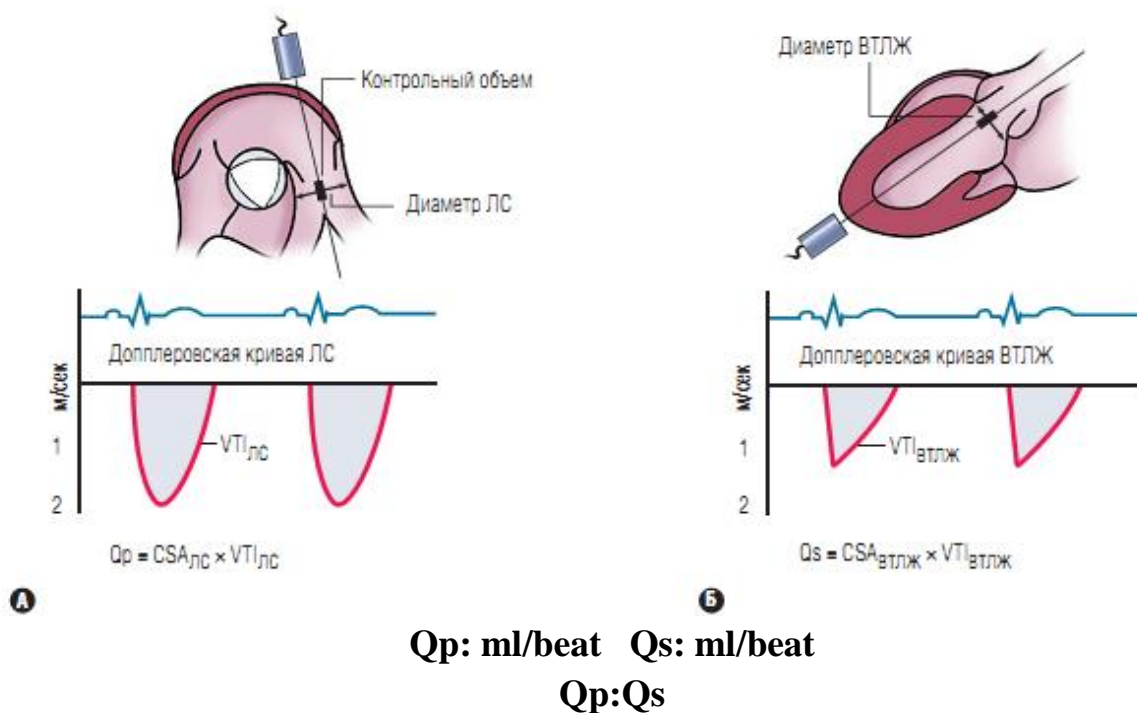 Контрольный объем
Диаметр ЛС
м/сек
Допплеровская кривая ЛС
1
VTIЛС
2
Qp = CSAЛС × VTIЛС
А
Диаметр ВТЛЖ
м/сек
Допплеровская кривая ВТЛЖ
1
VTIВТЛЖ
2
Qs = CSAВТЛЖ × VTIВТЛЖ
Б
Qp: ml/beat Qs: ml/beat
Qp:Qs